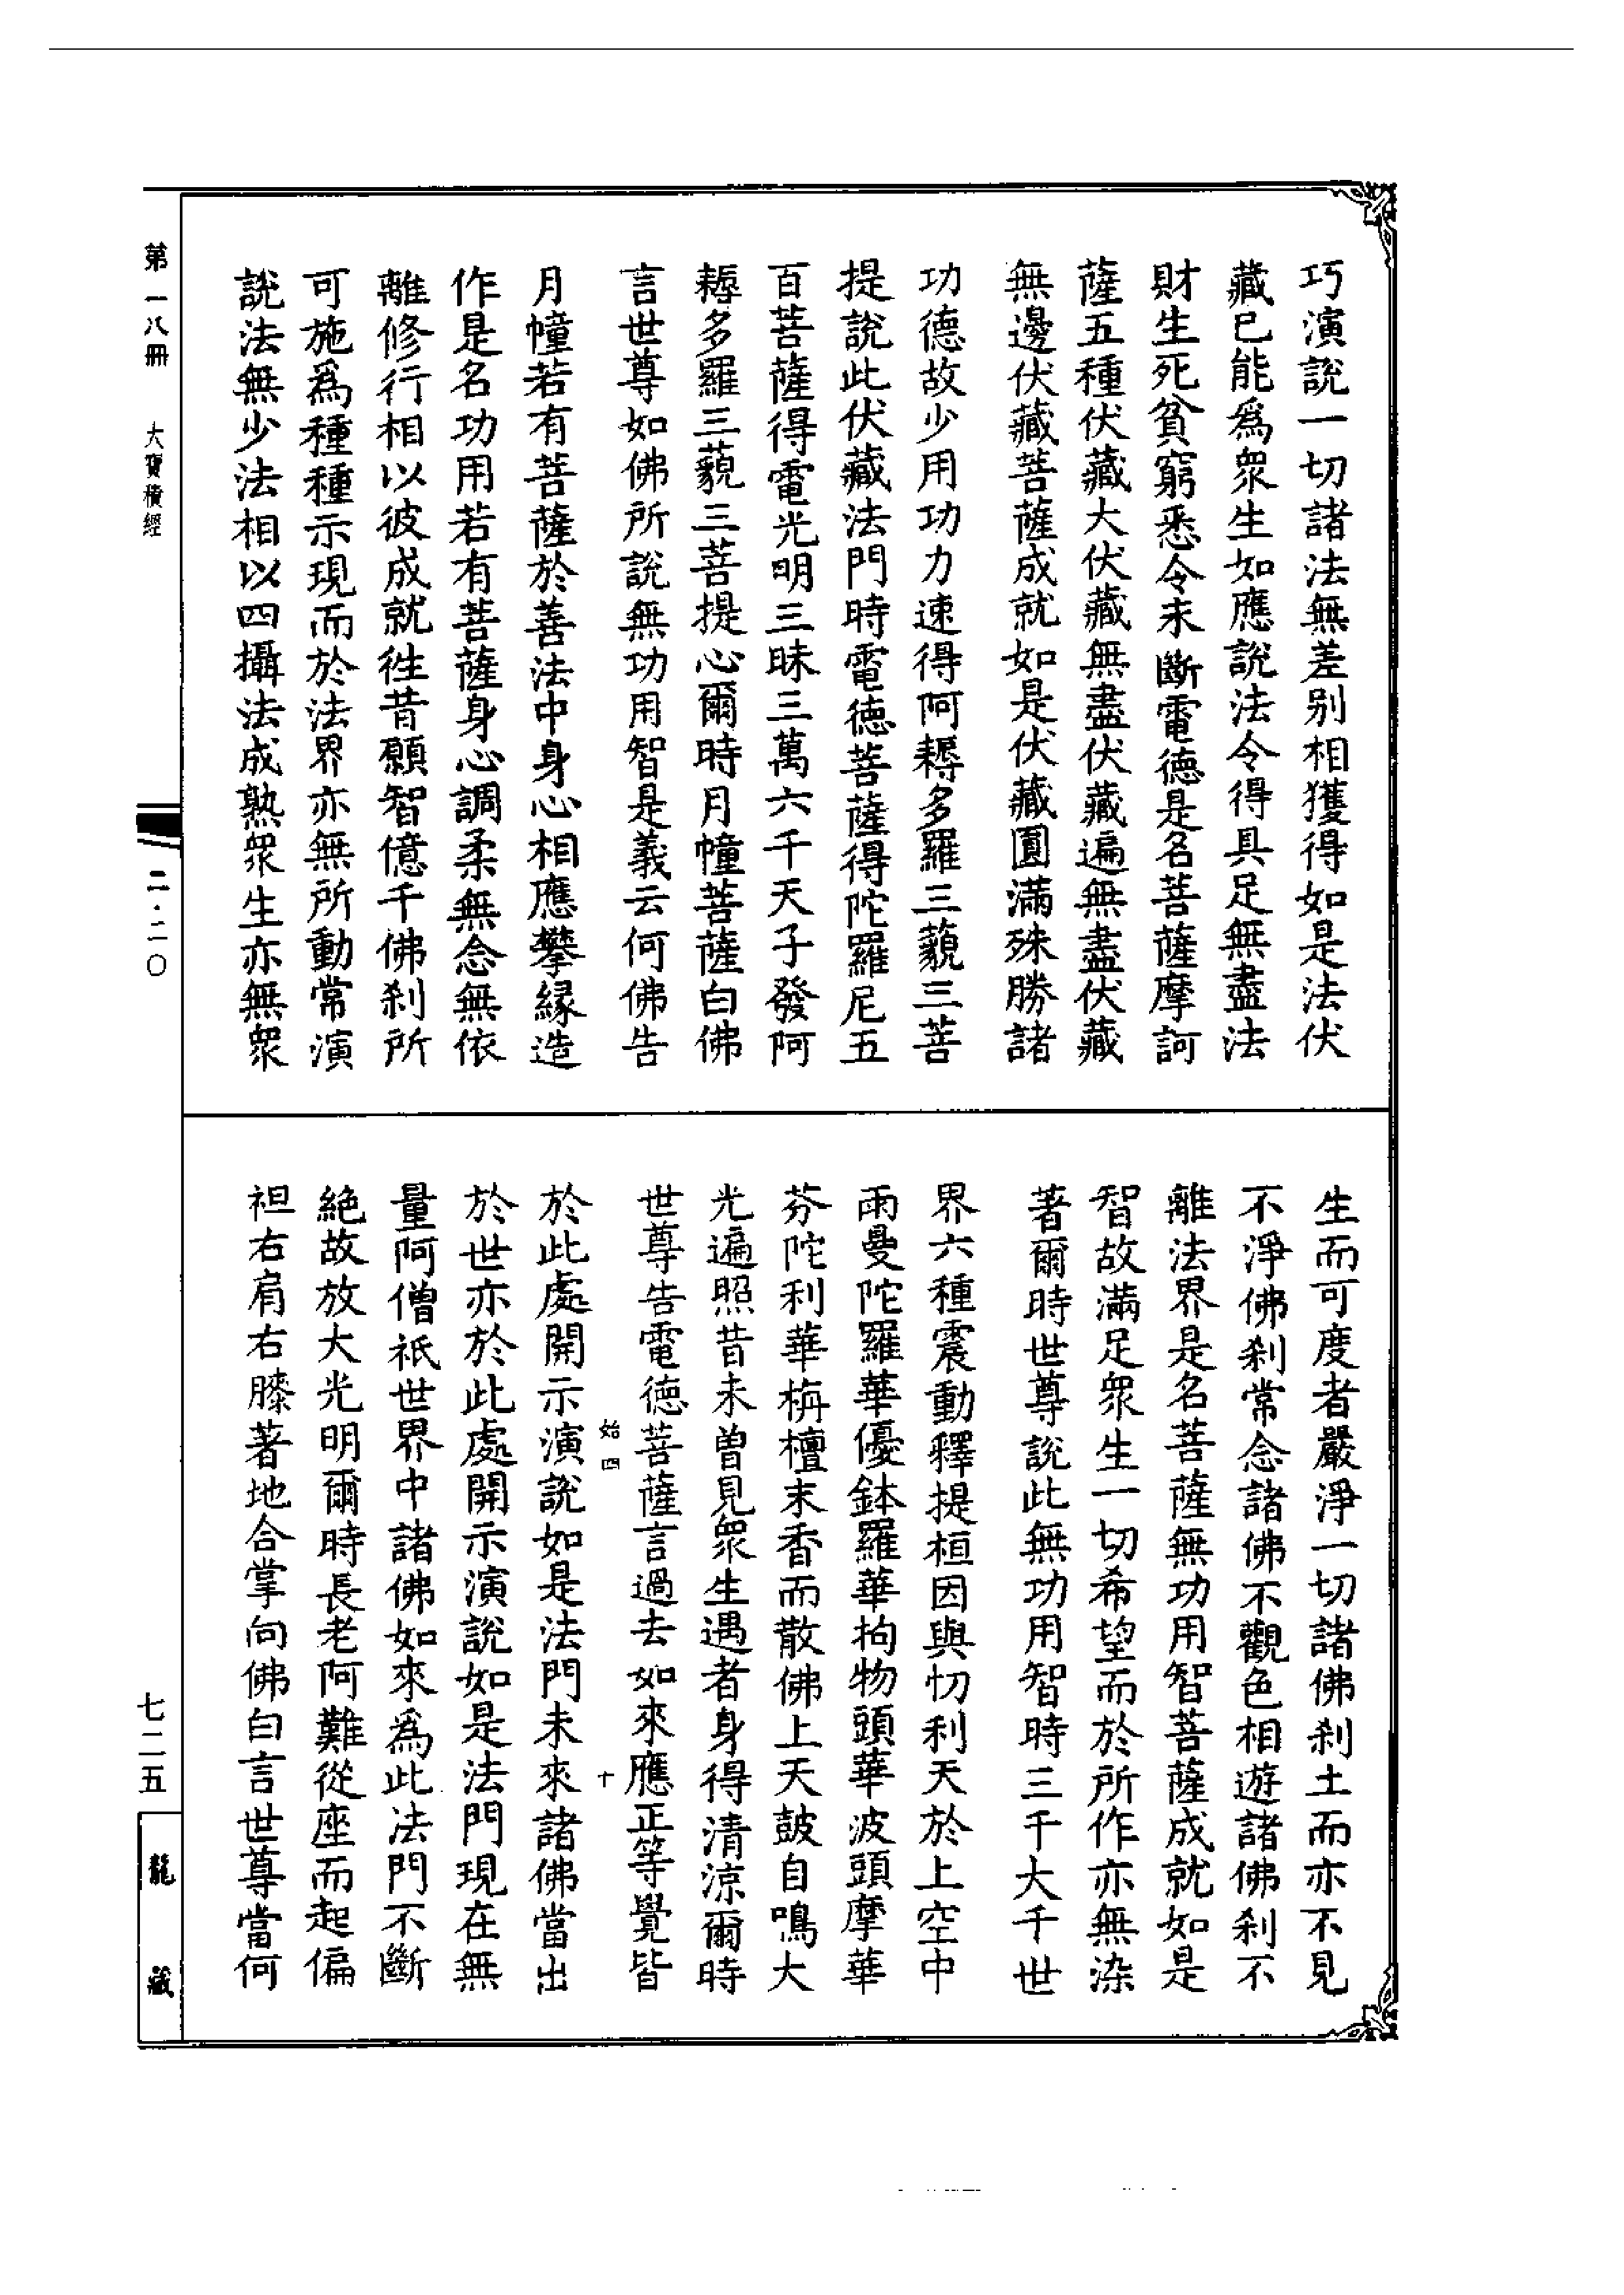 巧演說一切諸法無差别相獲得如是法伏
藏已能爲衆生如應說法令得具足無盡法
財生死貧窮悉令永斷電德是名菩薩摩訶
薩五種伏藏大伏藏無盡伏藏遍無盡伏藏
無邊伏藏菩薩成就如是伏藏圓滿殊勝諸
功德故少用功力速得阿耨多羅三藐三菩
提說此伏藏法門時電德菩薩得陀羅尼五
百菩薩得電光明三昧三萬六千天子發阿
耨多羅三藐三菩提心爾時月幢菩薩白佛
言世尊如佛所說無功用智是義云何佛告
月幢若有菩薩於善法中身心相應攀緣造
作是名功用若有菩薩身心調柔無念無依
離修行相以彼成就徃昔願智億千佛刹所
可施爲種種示現而於法界亦無所動常演
說法無少法相以四攝法成熟衆生亦無衆
生而可度者嚴淨一切諸佛刹土而亦不見
不淨佛刹常念諸佛不觀色相遊諸佛刹不
離法界是名菩薩無功用智菩薩成就如是
智故滿足衆生一切希望而於所作亦無染
著爾時世尊說此無功用智時三千大千世
界六種震動釋提桓因與忉利天於上空中
雨曼陀羅華優鉢羅華拘物頭華波頭摩華
芬陀利華栴檀末香而散佛上天鼓自鳴大
光遍照昔未曾見衆生遇者身得清涼爾時
世尊告電德菩薩言過去如來應正等覺皆
始四 十
於此處開示演說如是法門未來諸佛當出
於世亦於此處開示演說如是法門現在無
量阿僧祇世界中諸佛如來爲此法門不斷
絕故放大光明爾時長老阿難從座而起偏
袒右肩右膝著地合掌向佛白言世尊當何
第一八冊 大寶積經
二·二〇
七二五
龍藏